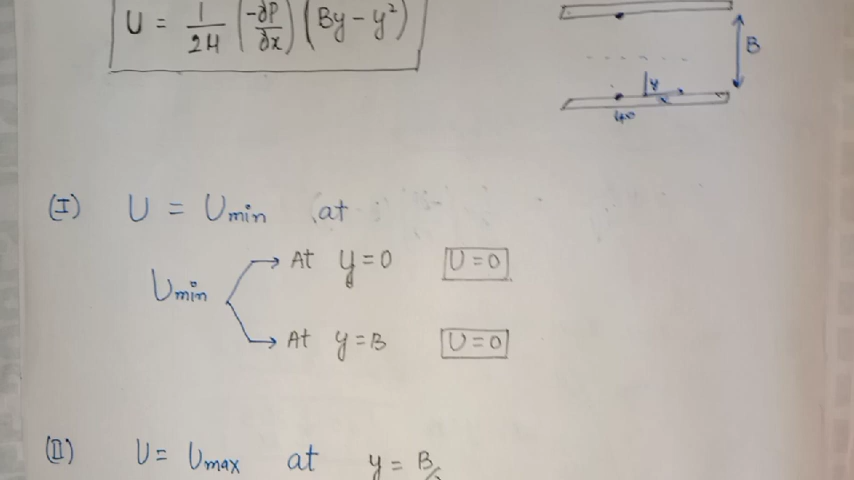 U = 1/2μ (-∂P/∂x) (By - y²)
B
y
x
(I) U = Umin at
At y=0 U=0
Umin
At y=B U=0
(II) U= Umax at y = B/